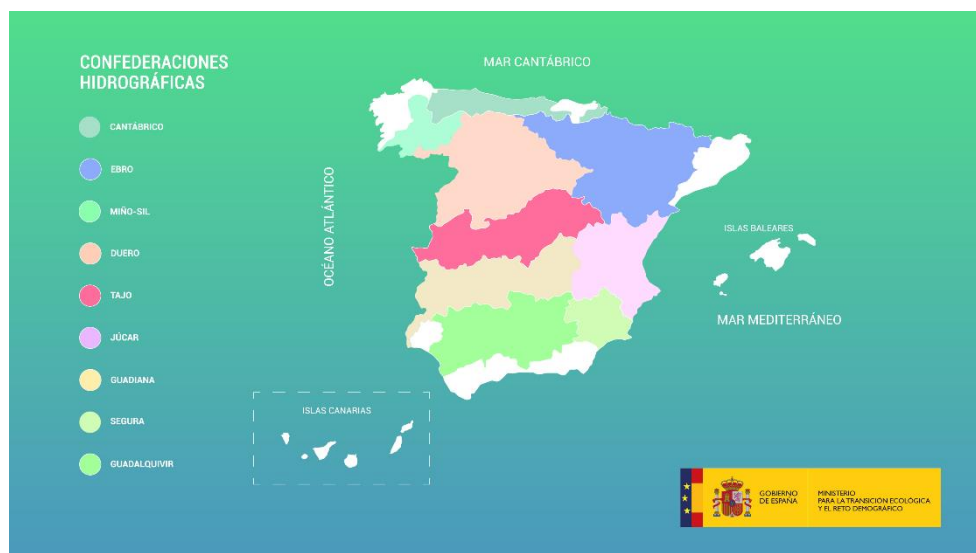 CONFEDERACIONES
HIDROGRÁFICAS
CANTÁBRICO
EBRO
MIÑO-SIL
DUERO
TAJO
JÚCAR
GUADIANA
SEGURA
GUADALQUIVIR
MAR CANTÁBRICO
OCÉANO ATLÁNTICO
ISLAS BALEARES
MAR MEDITERRÁNEO
ISLAS CANARIAS
GOBIERNO
DE ESPAÑA
MINISTERIO
PARA LA TRANSICIÓN ECOLÓGICA
Y EL RETO DEMOGRÁFICO